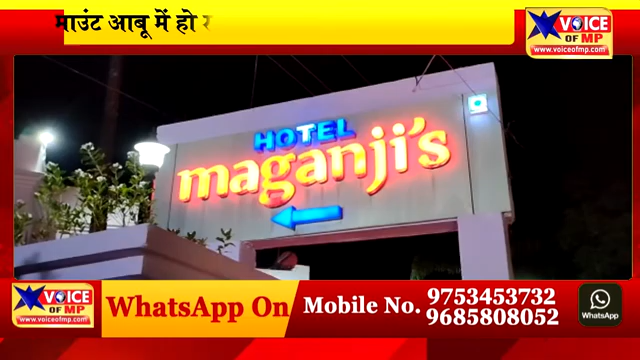 माउंट आबू में हो
VOICE
OF MP
www.voiceofmp.com
HOTEL
maganji's
VOICE
OF MP
www.voiceofmp.com
WhatsApp On
Mobile No.
9753453732
9685808052
WhatsApp